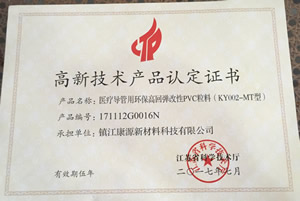 高新技术产品认定证书
产品名称：医疗导管用环保高回弹改性PVC粒料（KY002-MT型）
产品编号：171112G0016N
承担单位：镇江康源新材料科技有限公司
江苏省科学技术厅
有效期伍年
二〇一七年七月